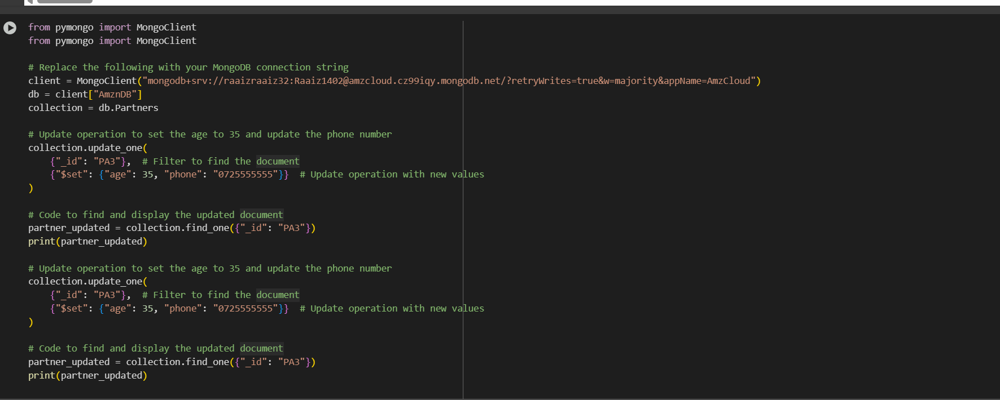 from pymongo import MongoClient
from pymongo import MongoClient
# Replace the following with your MongoDB connection string
client = MongoClient("mongodb+srv://raaizraaiz32:Raaiz1402@amzcloud.cz99iqy.mongodb.net/?retryWrites=true&w=majority&appName=AmzCloud")
db = client["AmznDB"]
collection = db.Partners
# Update operation to set the age to 35 and update the phone number
collection.update_one(
    {"_id": "PA3"},  # Filter to find the document
    {"$set": {"age": 35, "phone": "0725555555"}}  # Update operation with new values
)
# Code to find and display the updated document
partner_updated = collection.find_one({"_id": "PA3"})
print(partner_updated)
# Update operation to set the age to 35 and update the phone number
collection.update_one(
    {"_id": "PA3"},  # Filter to find the document
    {"$set": {"age": 35, "phone": "0725555555"}}  # Update operation with new values
)
# Code to find and display the updated document
partner_updated = collection.find_one({"_id": "PA3"})
print(partner_updated)